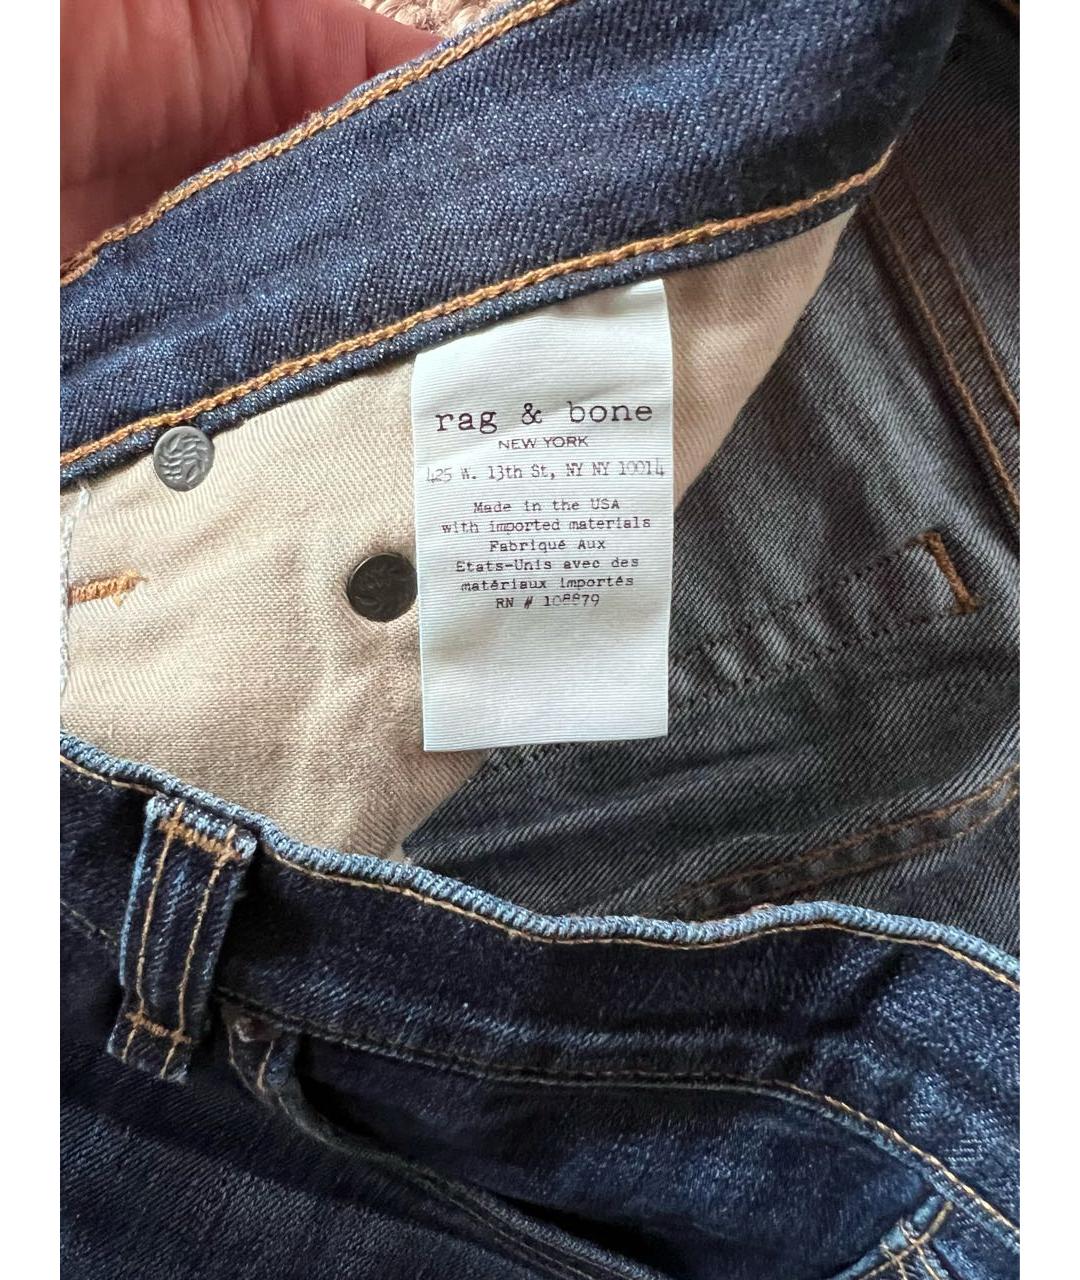 rag & bone
NEW YORK
425 W. 13th St, NY NY 10014
Made in the USA
with imported materials
Fabriqué Aux
Etats-Unis avec des
matériaux importés
RN # 108879